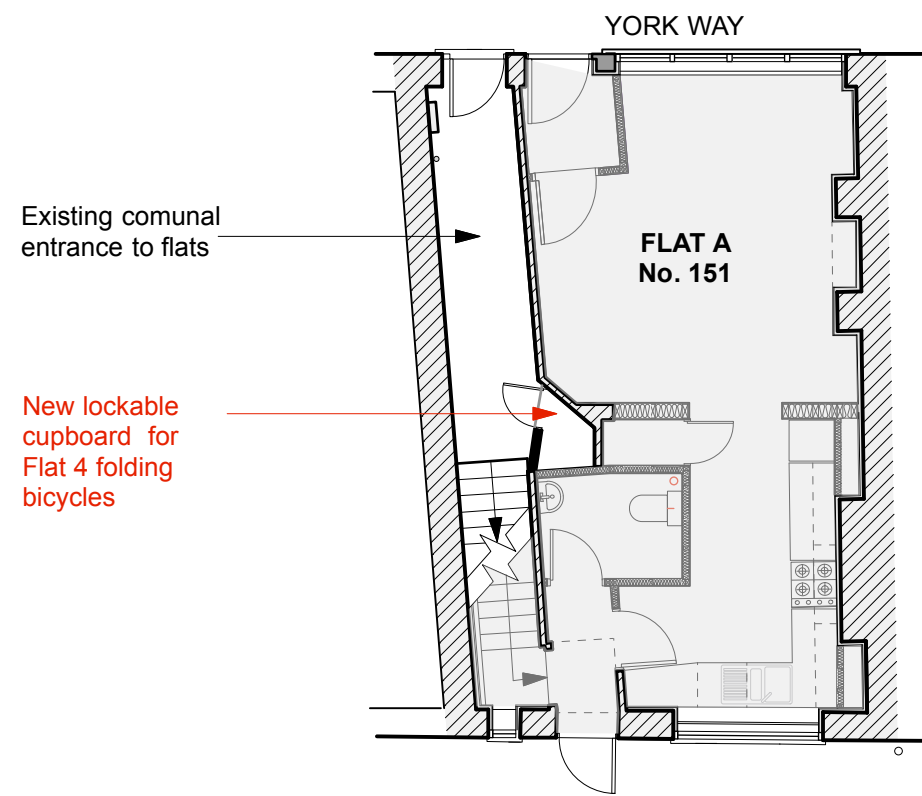 YORK WAY
Existing comunal
entrance to flats
FLAT A
No. 151
New lockable
cupboard for
Flat 4 folding
bicycles